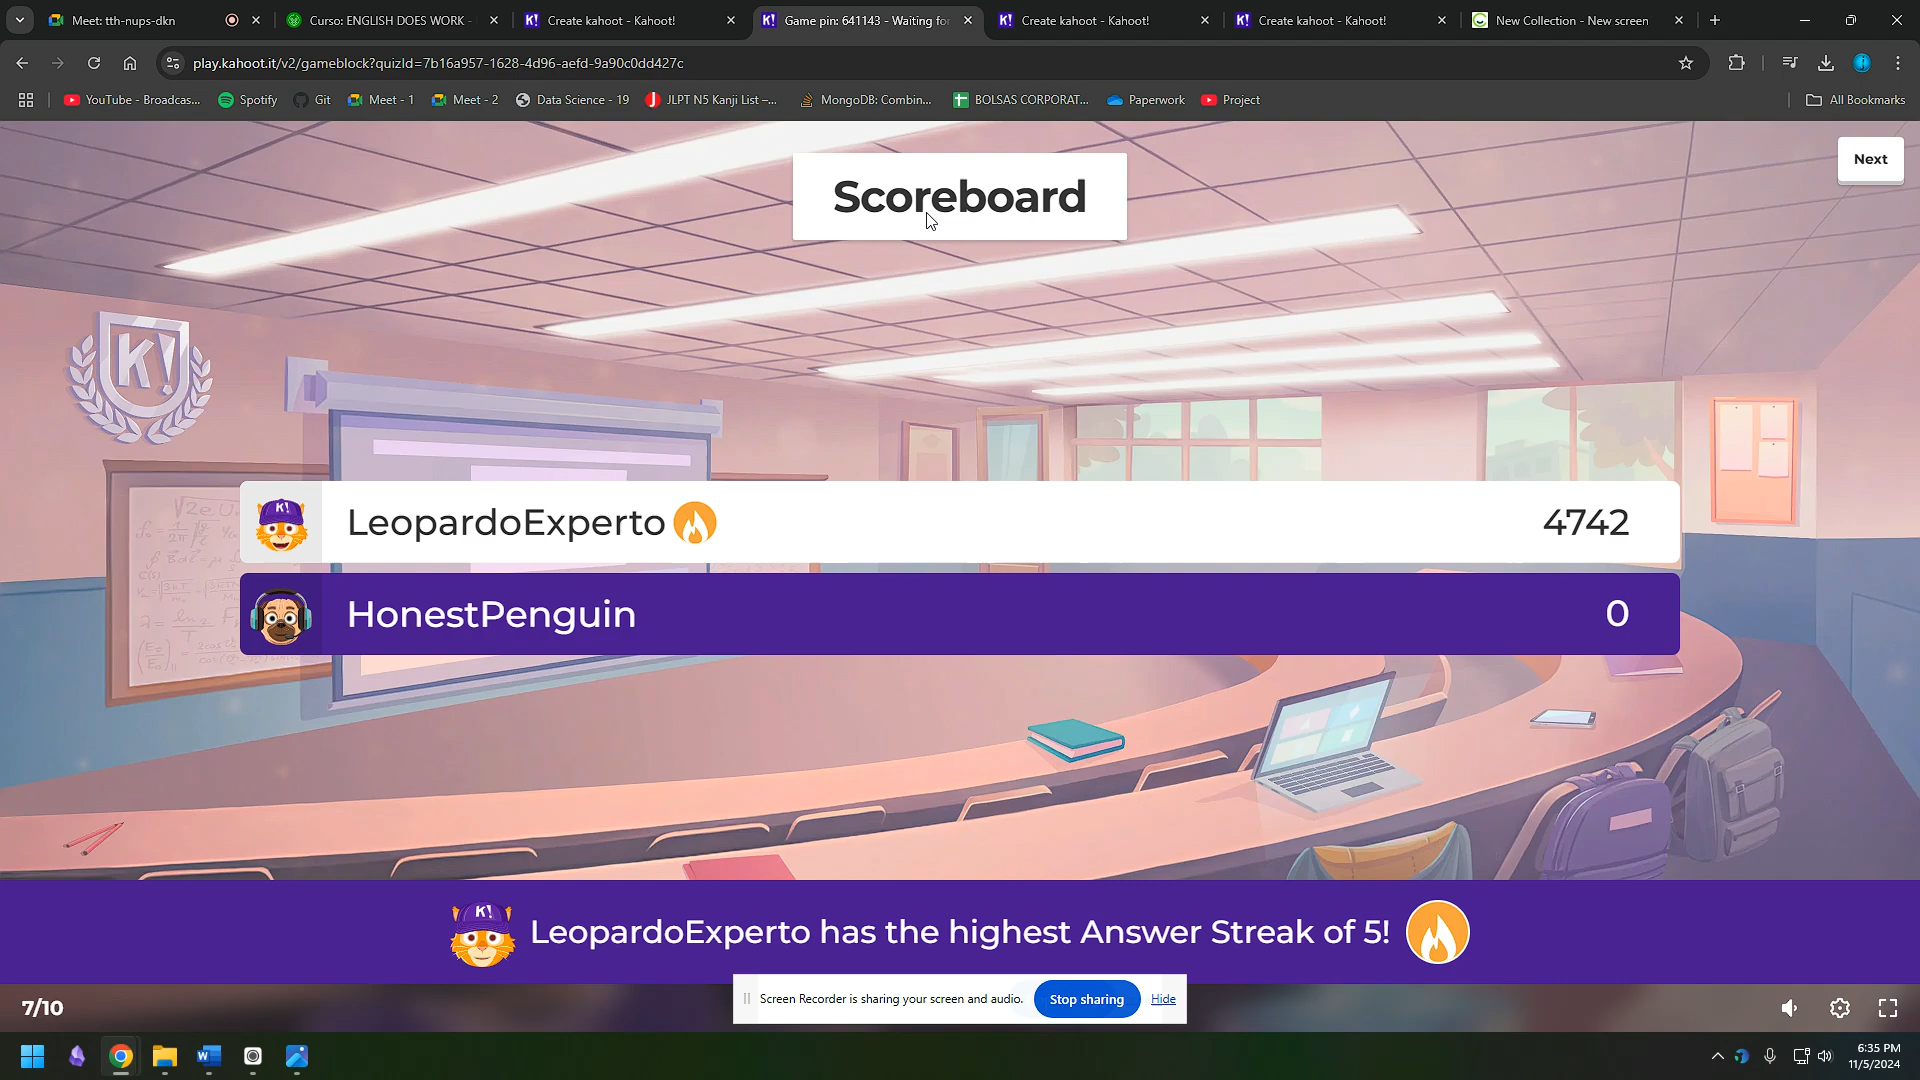 Meet: tth-nups-dkn
Curso: ENGLISH DOES WORK -
Create kahoot - Kahoot!
Game pin: 641143 - Waiting for
Create kahoot - Kahoot!
Create kahoot - Kahoot!
New Collection - New screen
play.kahoot.it/v2/gameblock?quizId=7b16a957-1628-4d96-aefd-9a90c0dd427c
YouTube - Broadcas...
Spotify
Git
Meet - 1
Meet - 2
Data Science - 19
JLPT N5 Kanji List –...
MongoDB: Combin...
BOLSAS CORPORAT...
Paperwork
Project
All Bookmarks
Scoreboard
Next
K!
LeopardoExperto
4742
HonestPenguin
0
LeopardoExperto has the highest Answer Streak of 5!
Screen Recorder is sharing your screen and audio.
Stop sharing
Hide
7/10
6:35 PM
11/5/2024